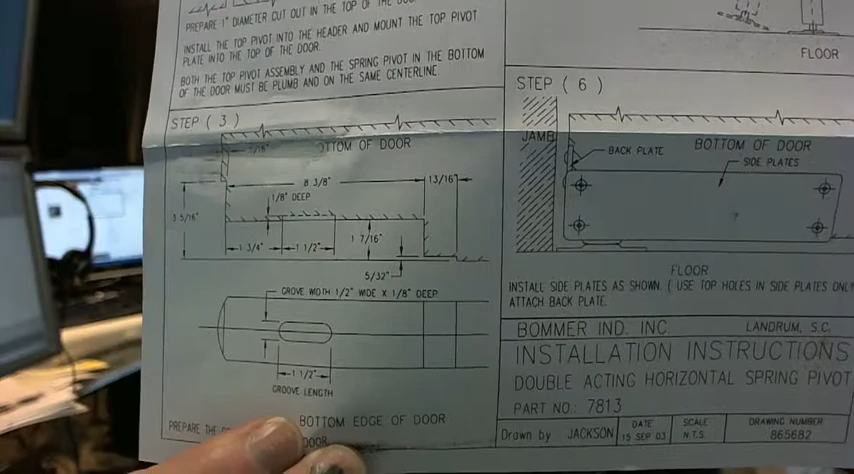 PREPARE 1" DIAMETER CUT OUT IN THE TOP OF THE
INSTALL THE TOP PIVOT INTO THE HEADER AND MOUNT THE TOP PIVOT
PLATE INTO THE TOP OF THE DOOR.
BOTH THE TOP PIVOT ASSEMBLY AND THE SPRING PIVOT IN THE BOTTOM
OF THE DOOR MUST BE PLUMB AND ON THE SAME CENTERLINE.
STEP ( 3 )
OTTOM OF DOOR
8 3/8"
13/16"
1/8" DEEP
3 5/16"
1 3/4"
1 1/2"
1 7/16"
5/32"
GROVE WIDTH 1/2" WIDE X 1/8" DEEP
1 1/2"
GROOVE LENGTH
BOTTOM EDGE OF DOOR
PREPARE THE
DOOR
FLOOR
STEP ( 6 )
JAMB
BACK PLATE
BOTTOM OF DOOR
SIDE PLATES
FLOOR
INSTALL SIDE PLATES AS SHOWN. ( USE TOP HOLES IN SIDE PLATES ONL
ATTACH BACK PLATE.
BOMMER IND. INC. LANDRUM, S.C.
INSTALLATION INSTRUCTIONS
DOUBLE ACTING HORIZONTAL SPRING PIVOT
PART NO.: 7813
Drawn by JACKSON
DATE
15 SEP 03
SCALE
N.T.S.
DRAWING NUMBER
865682